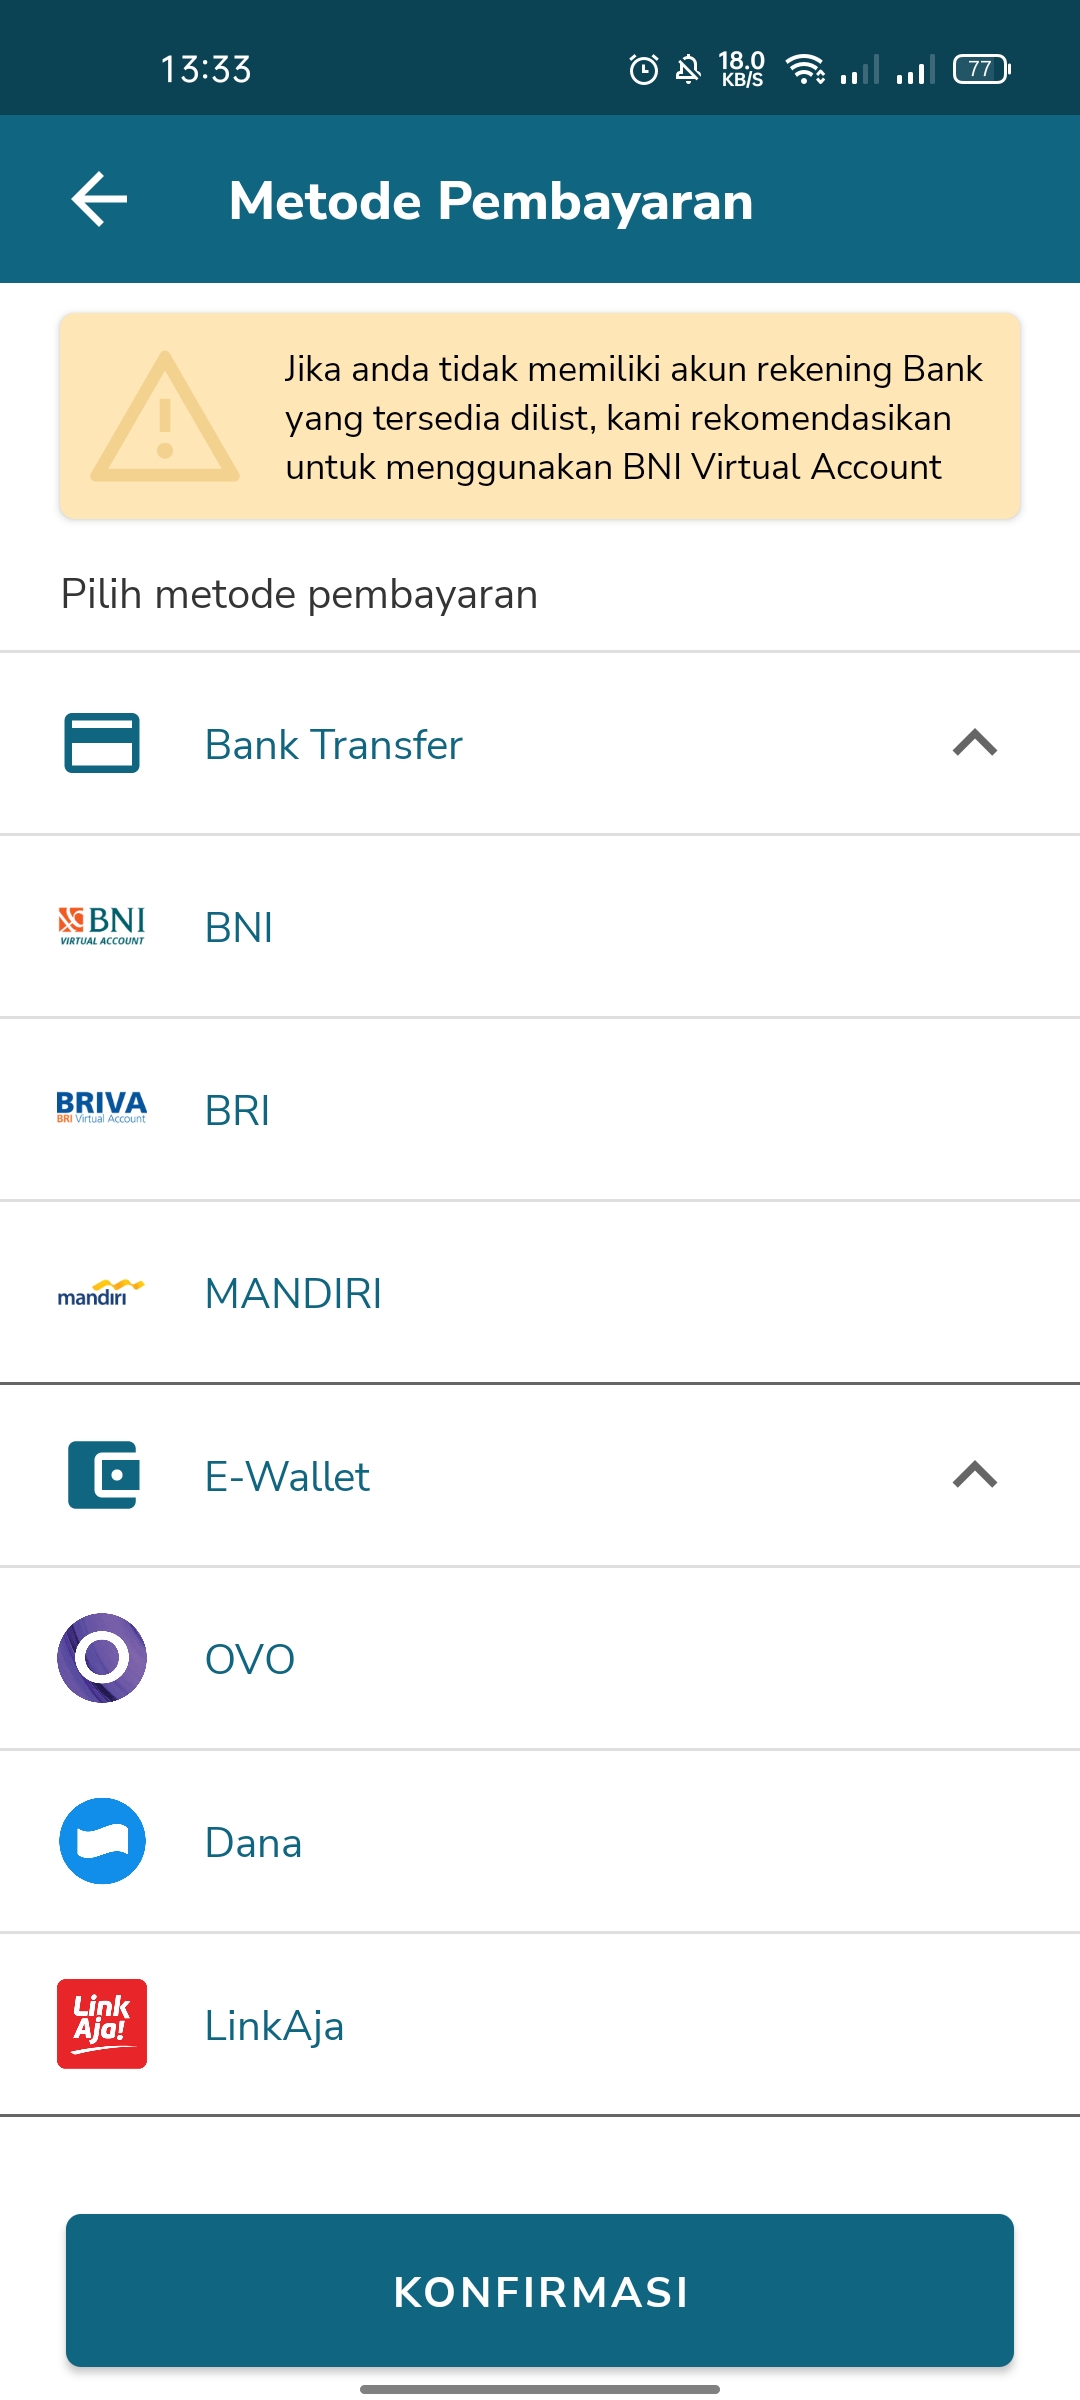 13:33
18.0
KB/S
77
Metode Pembayaran
Jika anda tidak memiliki akun rekening Bank
yang tersedia dilist, kami rekomendasikan
untuk menggunakan BNI Virtual Account
Pilih metode pembayaran
Bank Transfer
BNI
VIRTUAL ACCOUNT
BNI
BRIVA
BRI Virtual Account
BRI
mandiri
MANDIRI
E-Wallet
OVO
Dana
Link
Aja!
LinkAja
KONFIRMASI